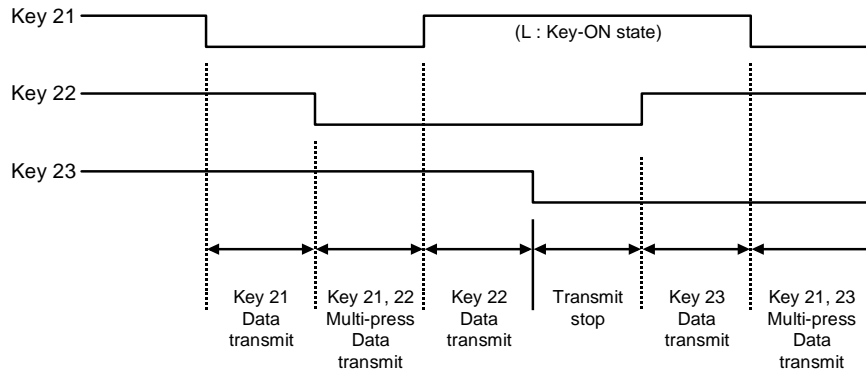 Key 21
(L : Key-ON state)
Key 22
Key 23
Key 21
Data
transmit
Key 21, 22
Multi-press
Data
transmit
Key 22
Data
transmit
Transmit
stop
Key 23
Data
transmit
Key 21, 23
Multi-press
Data
transmit